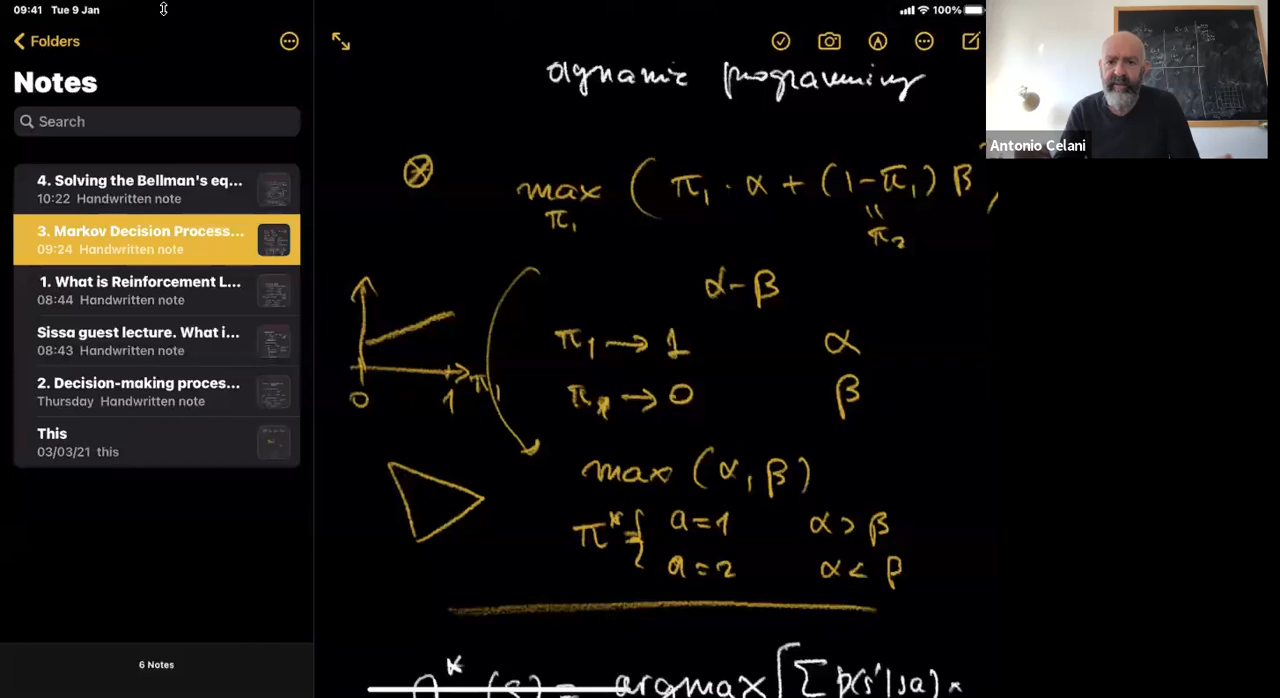 09:41 Tue 9 Jan
100%
Folders
Notes
Search
4. Solving the Bellman's eq...
10:22 Handwritten note
3. Markov Decision Process...
09:24 Handwritten note
1. What is Reinforcement L...
08:44 Handwritten note
Sissa guest lecture. What i...
08:43 Handwritten note
2. Decision-making proces...
Thursday Handwritten note
This
03/03/21 this
6 Notes
dynamic programming
⊗ max ( π₁ · α + (1-π₁) β )
π₁
"
π₂
α-β
π₁ → 1 α
→ 0 β
0 1 π₁
max (α, β)
π* = { a=1 α > β
a=2 α < β
(s) = argmax [ Σ p(s'|sa) ×
Antonio Celani